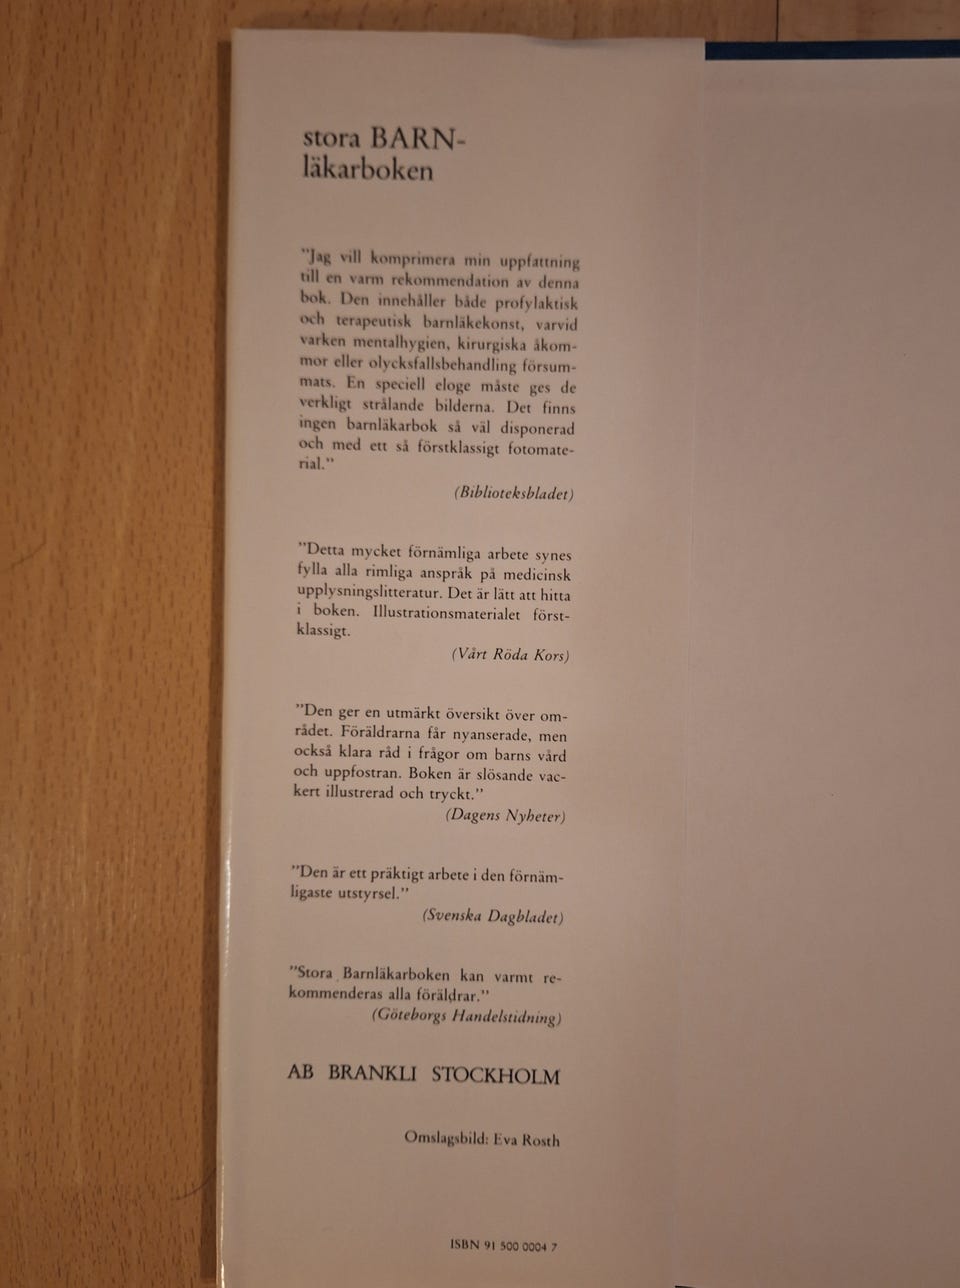 stora BARN-
läkarboken
"Jag vill komprimera min uppfattning
till en varm rekommendation av denna
bok. Den innehåller både profylaktisk
och terapeutisk barnläkekonst, varvid
varken mentalhygien, kirurgiska åkom-
mor eller olycksfallsbehandling försum-
mats. En speciell eloge måste ges de
verkligt strålande bilderna. Det finns
ingen barnläkarbok så väl disponerad
och med ett så förstklassigt fotomate-
rial."
(Biblioteksbladet)
"Detta mycket förnämliga arbete synes
fylla alla rimliga anspråk på medicinsk
upplysningslitteratur. Det är lätt att hitta
i boken. Illustrationsmaterialet först-
klassigt.
(Vårt Röda Kors)
"Den ger en utmärkt översikt över om-
rådet. Föräldrarna får nyanserade, men
också klara råd i frågor om barns vård
och uppfostran. Boken är slösande vac-
kert illustrerad och tryckt."
(Dagens Nyheter)
"Den är ett präktigt arbete i den förnäm-
ligaste utstyrsel."
(Svenska Dagbladet)
"Stora Barnläkarboken kan varmt re-
kommenderas alla föräldrar."
(Göteborgs Handelstidning)
AB BRANKLI STOCKHOLM
Omslagsbild: Eva Rosth
ISBN 91 500 0004 7